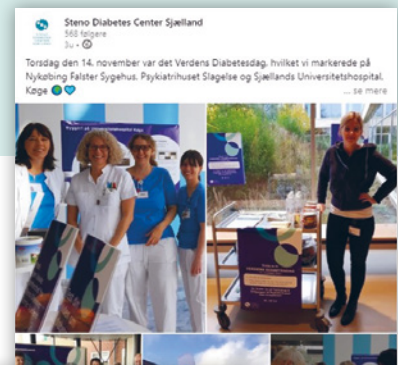 Steno Diabetes Center Sjælland
568 følgere
3u •
Torsdag den 14. november var det Verdens Diabetesdag, hvilket vi markerede på
Nykøbing Falster Sygehus, Psykiatrihuset Slagelse og Sjællands Universitetshospital,
Køge
... se mere